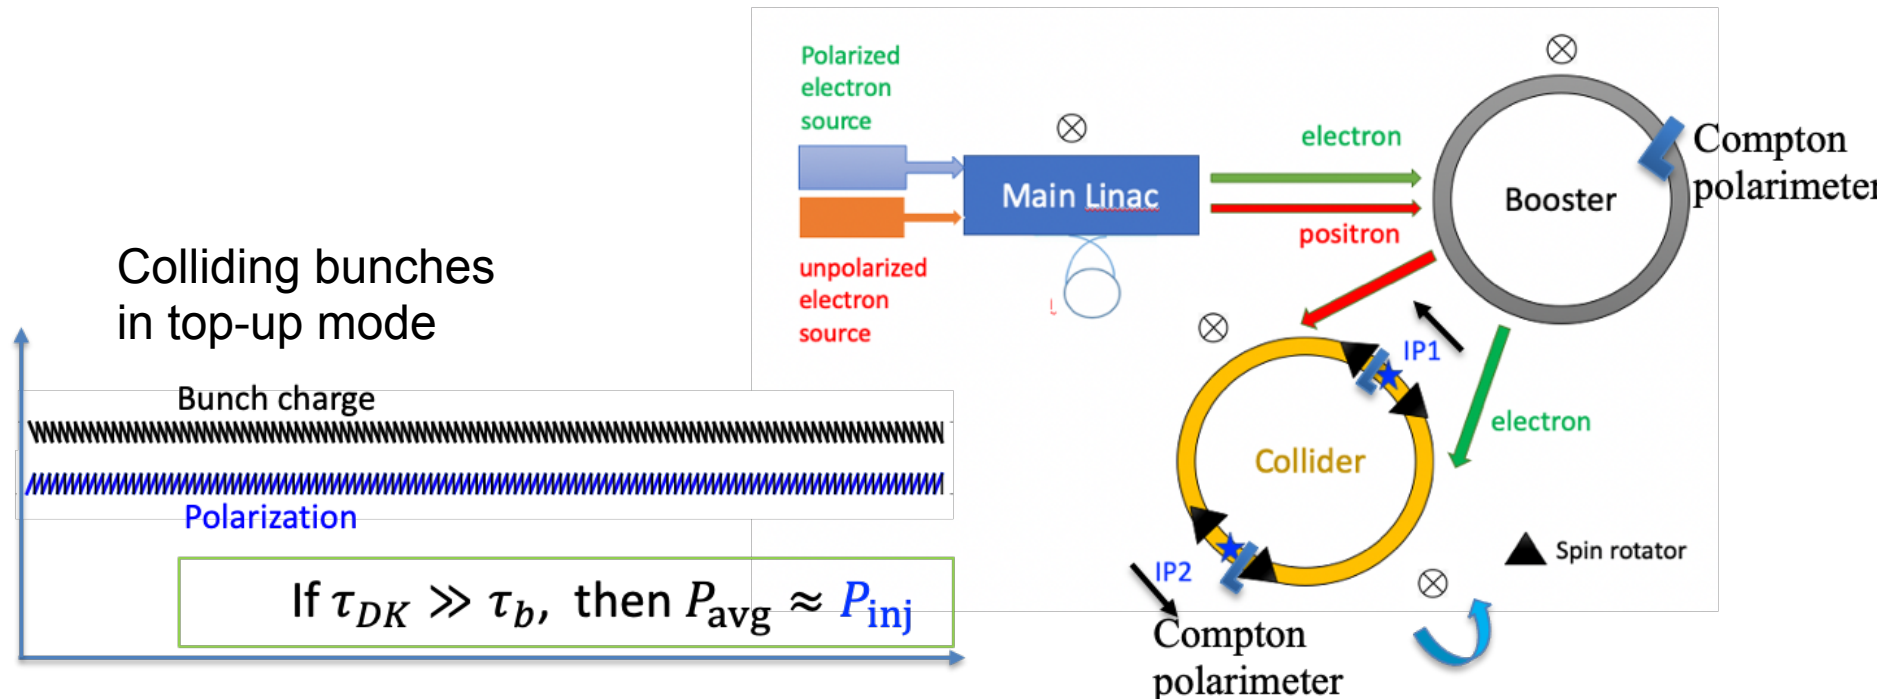 Colliding bunches
in top-up mode
Bunch charge
Polarization
If τ_DK ≫ τ_b, then P_avg ≈ P_inj
Polarized
electron
source
unpolarized
electron
source
Main Linac
electron
positron
Booster
Compton
polarimeter
IP1
electron
Collider
IP2
Spin rotator
Compton
polarimeter